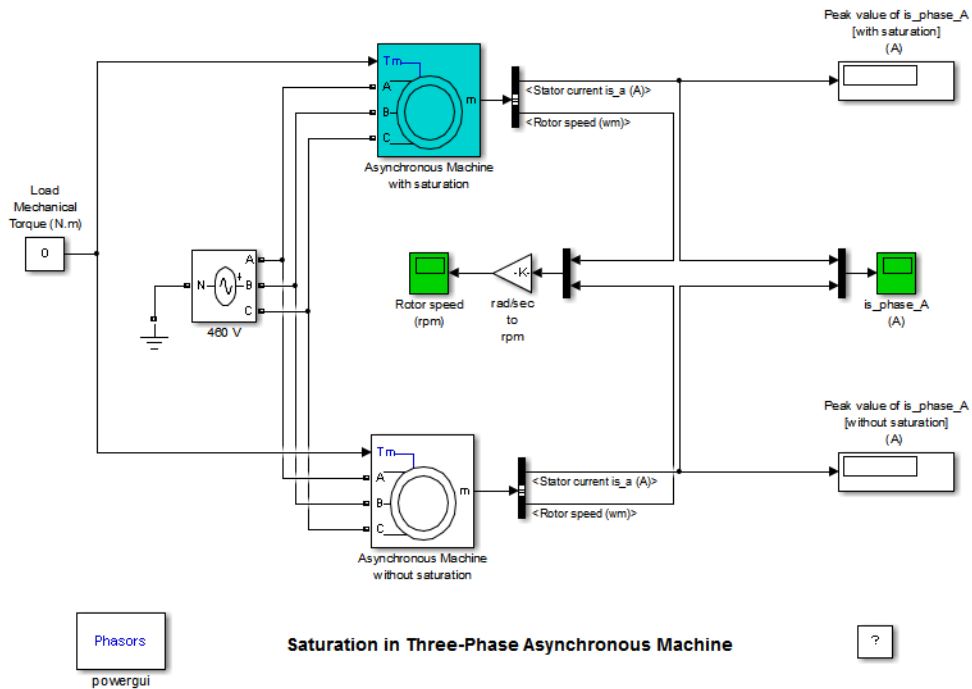 Peak value of is_phase_A
[with saturation]
(A)
Tm
A
B
C
m
<Stator current is_a (A)>
<Rotor speed (wm)>
Asynchronous Machine
with saturation
Load
Mechanical
Torque (N.m)
0
N
A
B
C
+
460 V
Rotor speed
(rpm)
-K-
rad/sec
to
rpm
is_phase_A
(A)
Peak value of is_phase_A
[without saturation]
(A)
Tm
A
B
C
m
<Stator current is_a (A)>
<Rotor speed (wm)>
Asynchronous Machine
without saturation
Phasors
powergui
Saturation in Three-Phase Asynchronous Machine
?